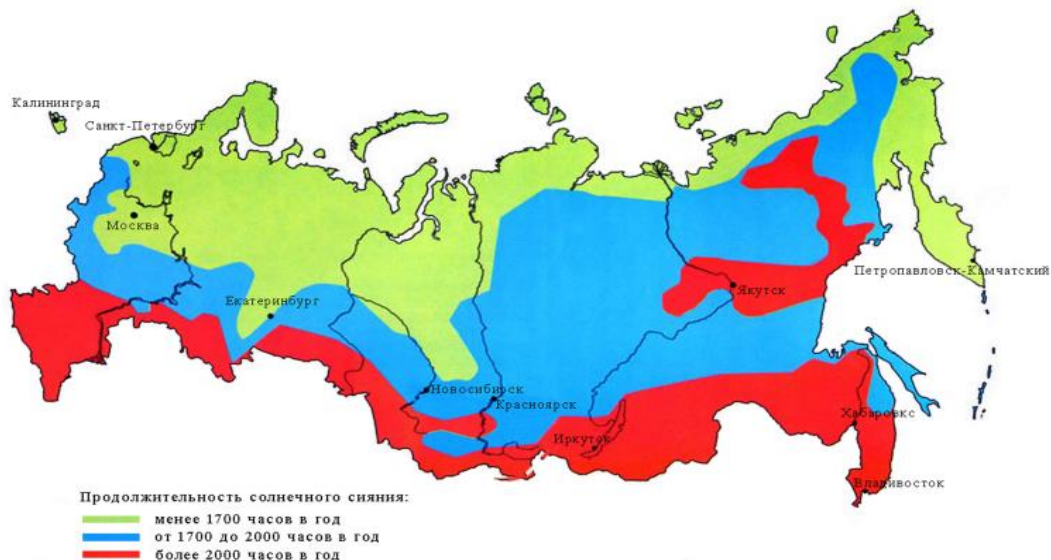 Калининград
Санкт-Петербург
Москва
Екатеринбург
Петропавловск-Камчатский
Якутск
Новосибирск
Красноярск
Хабаровкс
Иркутск
Владивосток
Продолжительность солнечного сияния:
менее 1700 часов в год
от 1700 до 2000 часов в год
более 2000 часов в год